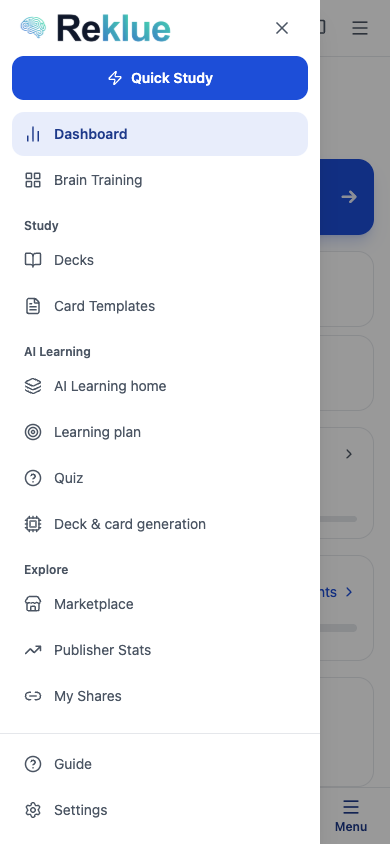 Reklue
Quick Study
Dashboard
Brain Training
Study
Decks
Card Templates
AI Learning
AI Learning home
Learning plan
Quiz
Deck & card generation
Explore
Marketplace
Publisher Stats
My Shares
Guide
Settings
Menu